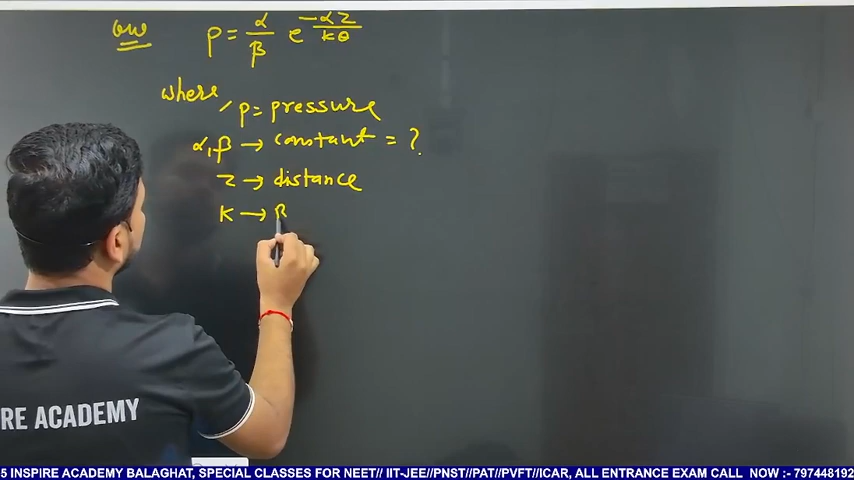 Que P = α/β e^(-αz/kθ)
where, P = pressure
α, β → constant = ?
z → distance
K → B
RE ACADEMY
5 INSPIRE ACADEMY BALAGHAT, SPECIAL CLASSES FOR NEET// IIT-JEE//PNST//PAT//PVFT//ICAR, ALL ENTRANCE EXAM CALL NOW :- 797448192